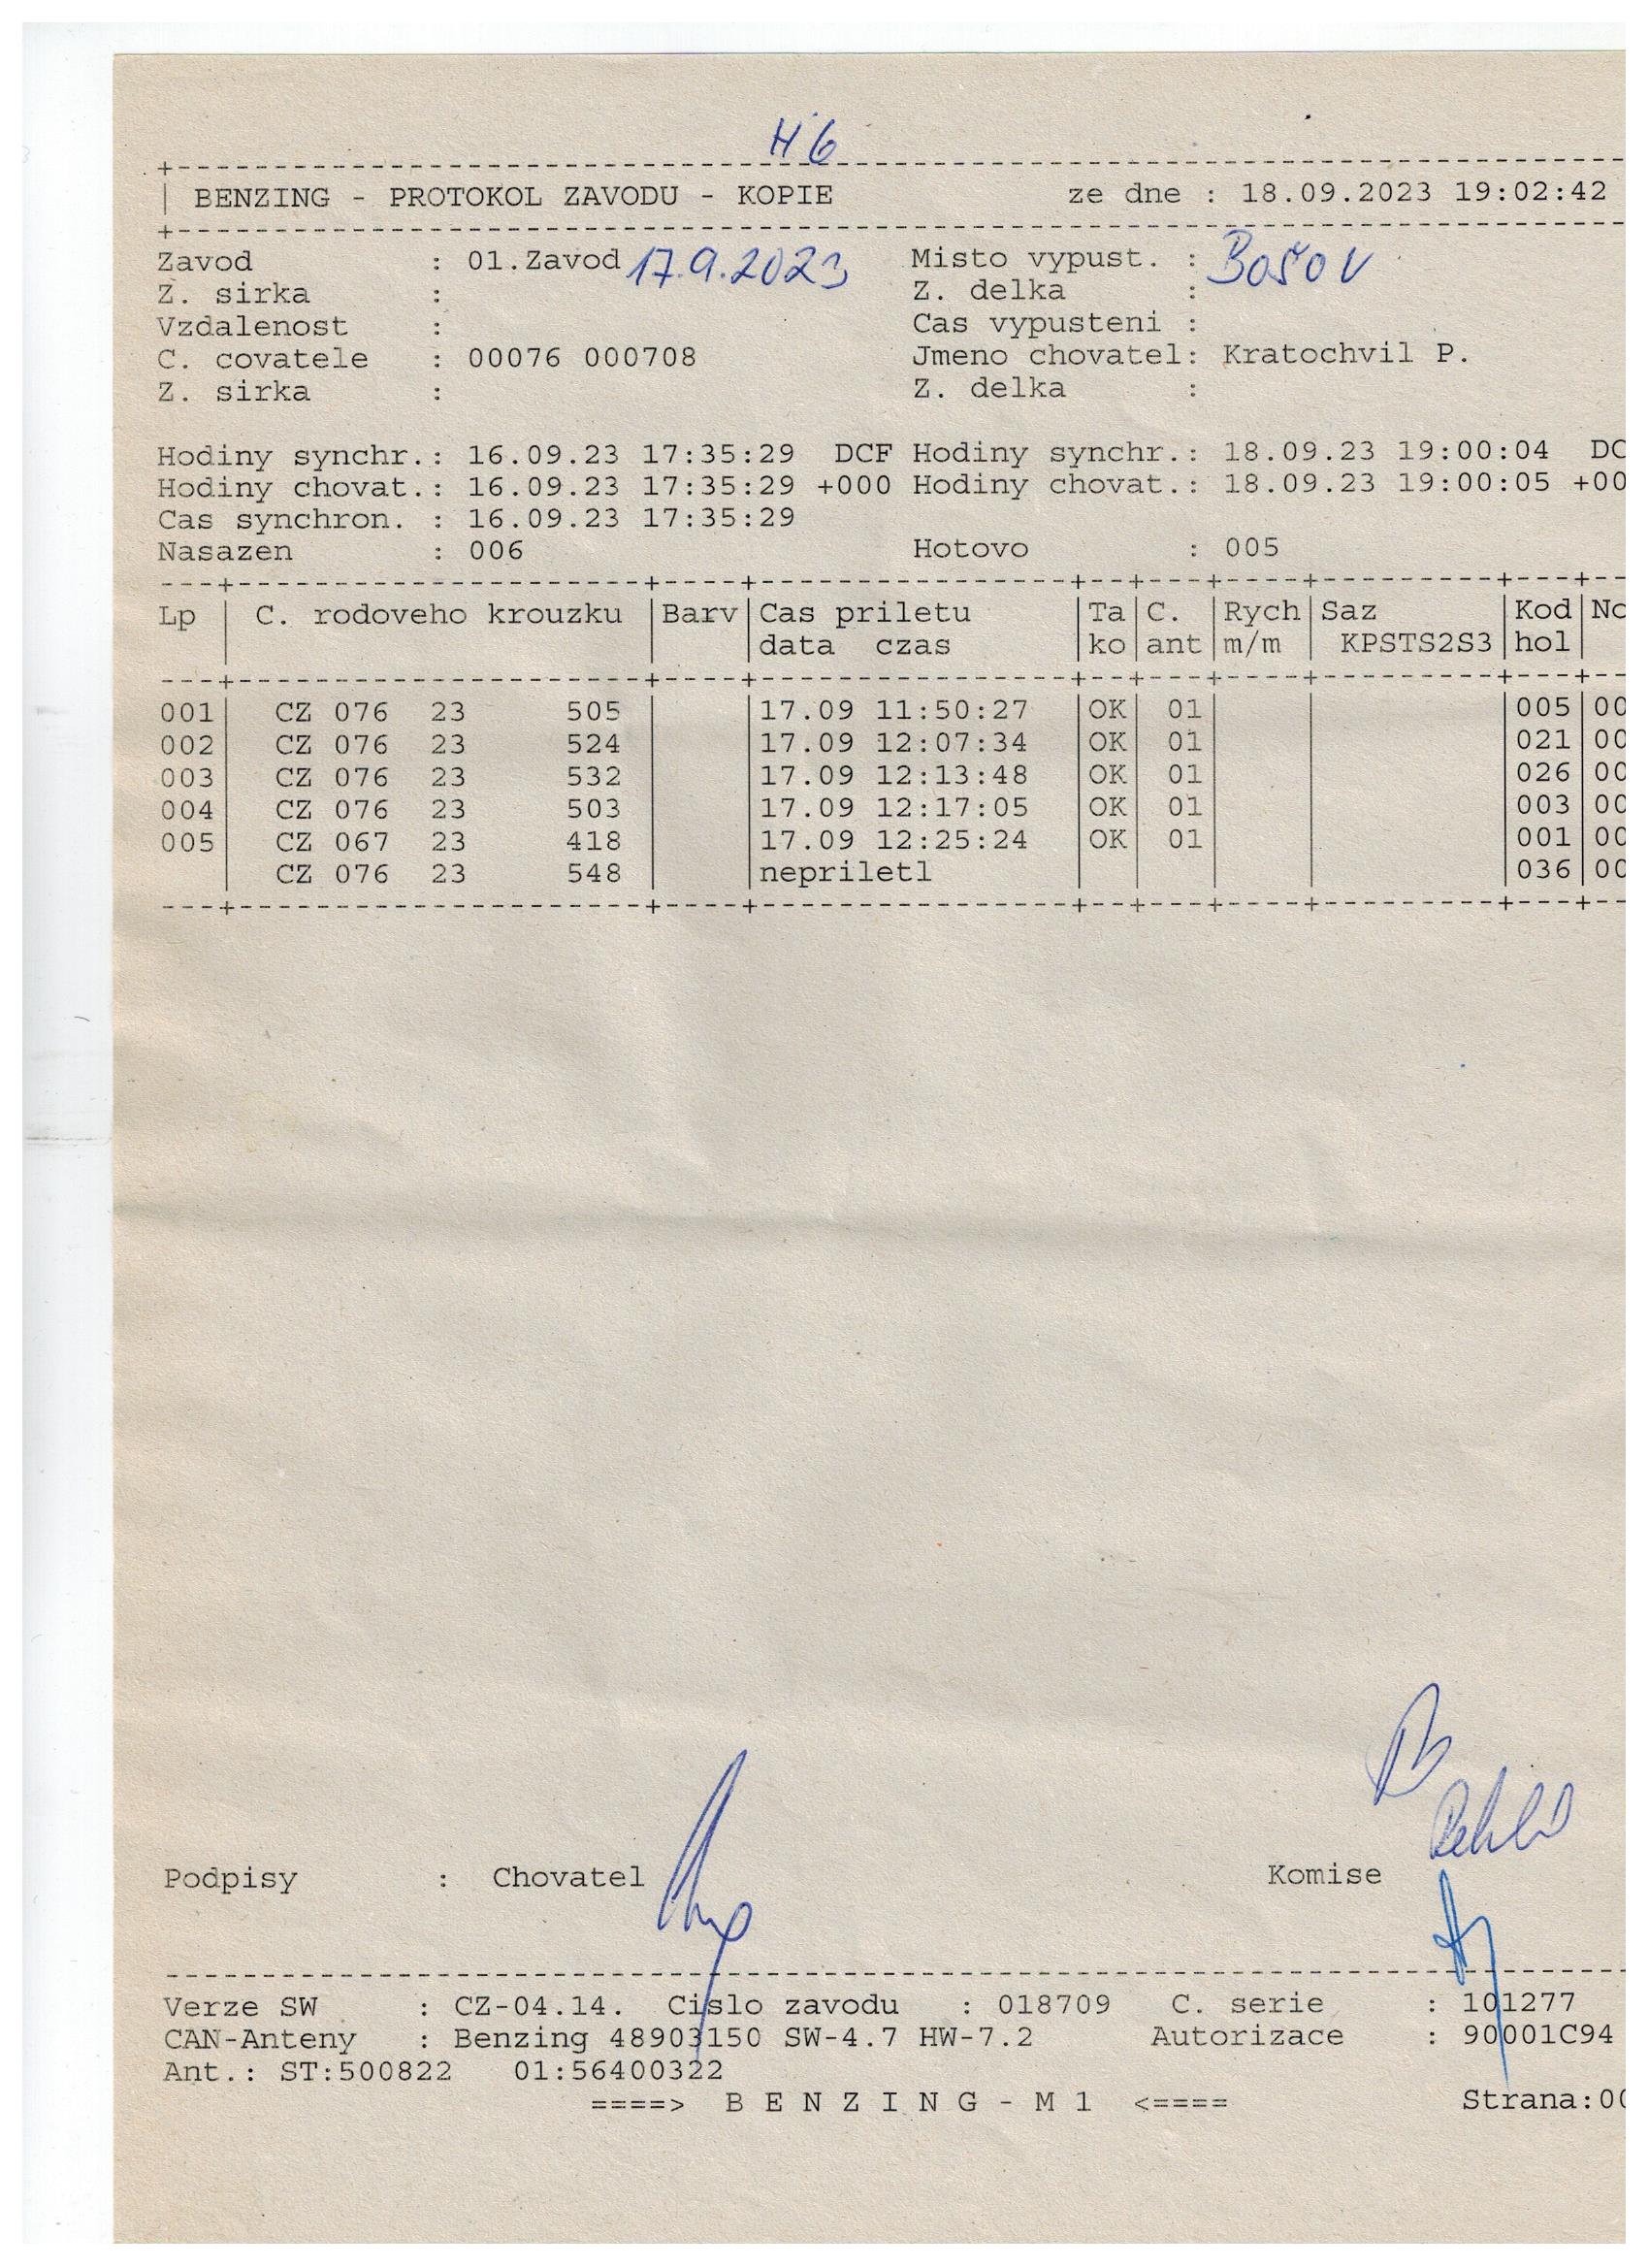 H6
BENZING - PROTOKOL ZAVODU - KOPIE ze dne : 18.09.2023 19:02:42
Zavod : 01.Zavod 17.9.2023 Misto vypust. : Bošov
Z. sirka : Z. delka :
Vzdalenost : Cas vypusteni :
C. covatele : 00076 000708 Jmeno chovatel: Kratochvil P.
Z. sirka : Z. delka :
Hodiny synchr.: 16.09.23 17:35:29 DCF Hodiny synchr.: 18.09.23 19:00:04 DC
Hodiny chovat.: 16.09.23 17:35:29 +000 Hodiny chovat.: 18.09.23 19:00:05 +00
Cas synchron. : 16.09.23 17:35:29
Nasazen : 006 Hotovo : 005
Lp | C. rodoveho krouzku |Barv|Cas priletu |Ta|C. |Rych|Saz |Kod|No
data czas |ko|ant|m/m | KPSTS2S3|hol|
001| CZ 076 23 505 | |17.09 11:50:27 |OK| 01| | |005|00
002| CZ 076 23 524 | |17.09 12:07:34 |OK| 01| | |021|00
003| CZ 076 23 532 | |17.09 12:13:48 |OK| 01| | |026|00
004| CZ 076 23 503 | |17.09 12:17:05 |OK| 01| | |003|00
005| CZ 067 23 418 | |17.09 12:25:24 |OK| 01| | |001|00
| CZ 076 23 548 | |nepriletl | | | | |036|00
Podpisy : Chovatel Komise
Verze SW : CZ-04.14. Cislo zavodu : 018709 C. serie : 101277
CAN-Anteny : Benzing 48903150 SW-4.7 HW-7.2 Autorizace : 90001C94
Ant.: ST:500822 01:56400322
====> B E N Z I N G - M 1 <==== Strana:00